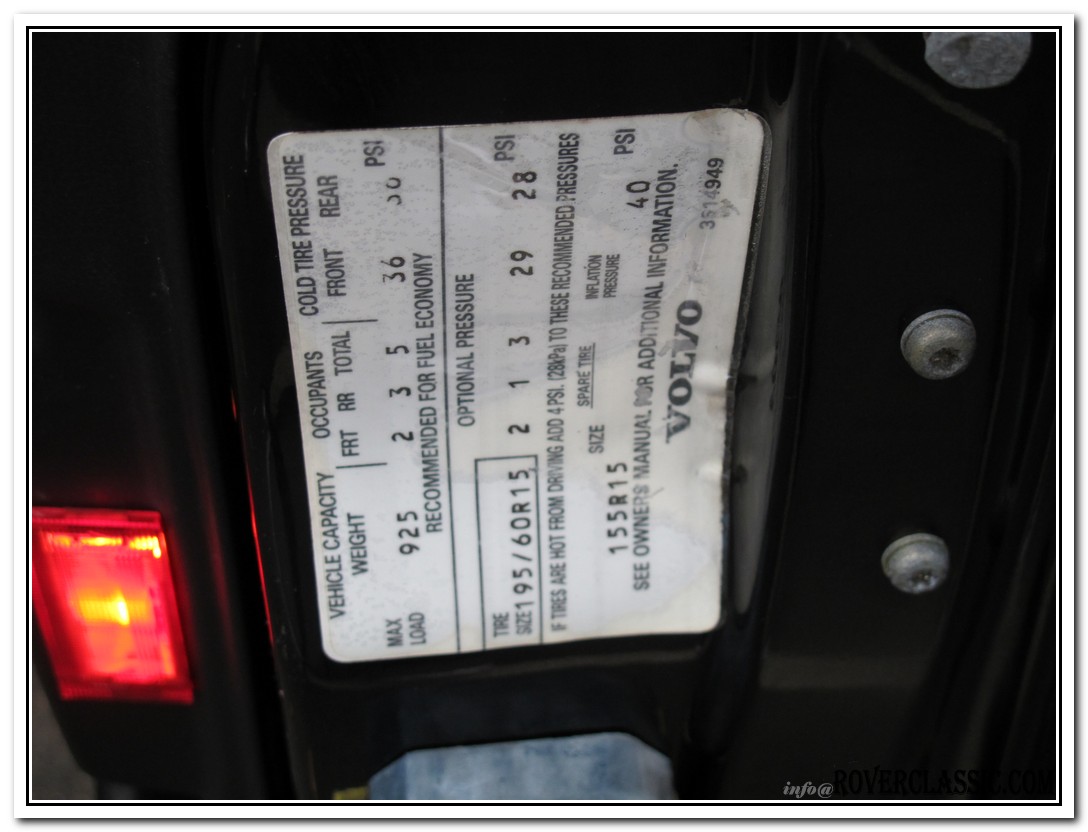 VEHICLE CAPACITY OCCUPANTS COLD TIRE PRESSURE
WEIGHT FRT RR TOTAL FRONT REAR
MAX
LOAD 925 2 3 5 36 PSI
RECOMMENDED FOR FUEL ECONOMY
OPTIONAL PRESSURE
TIRE
SIZE 195/60R15 2 1 3 29 28 PSI
IF TIRES ARE HOT FROM DRIVING ADD 4 PSI. (28kPa) TO THESE RECOMMENDED PRESSURES
SIZE SPARE TIRE INFLATION
PRESSURE
155R15 40 PSI
SEE OWNERS MANUAL FOR ADDITIONAL INFORMATION.
VOLVO 3514949
info@ROVERCLASSIC.COM